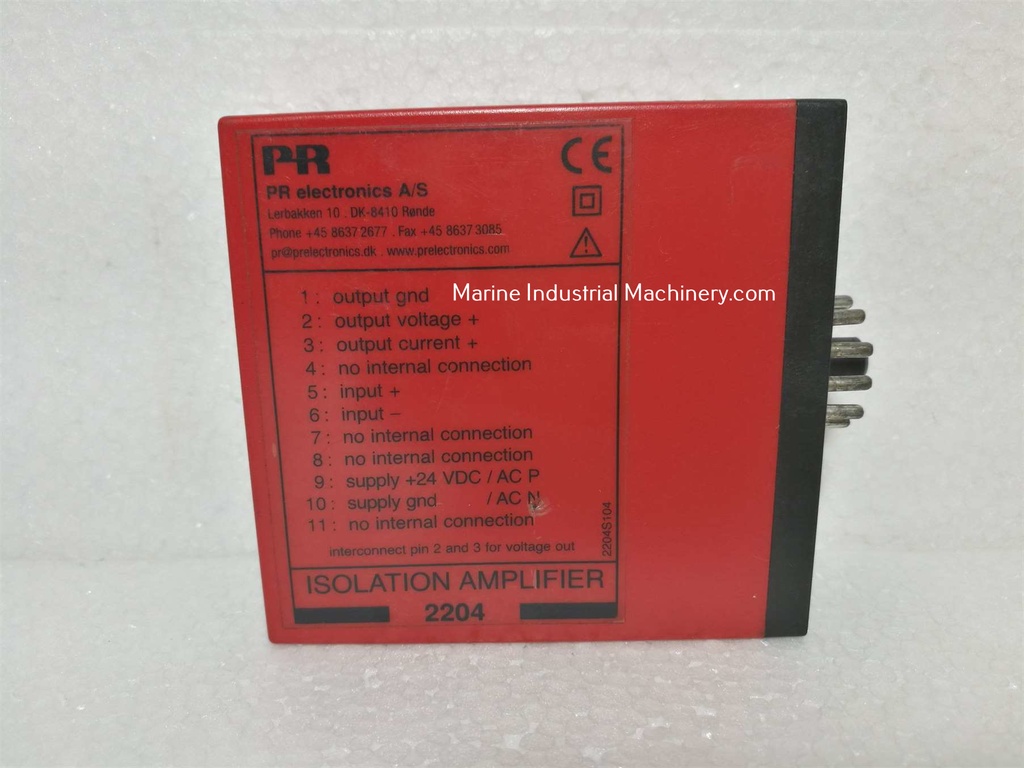 PR
CE
PR electronics A/S
Lerbakken 10 . DK-8410 Rønde
Phone +45 8637 2677 . Fax +45 8637 3085
pr@prelectronics.dk . www.prelectronics.com
Marine Industrial Machinery.com
1 : output gnd
2 : output voltage +
3 : output current +
4 : no internal connection
5 : input +
6 : input –
7 : no internal connection
8 : no internal connection
9 : supply +24 VDC / AC P
10 : supply gnd / AC N
11 : no internal connection
interconnect pin 2 and 3 for voltage out
2204S104
ISOLATION AMPLIFIER
2204